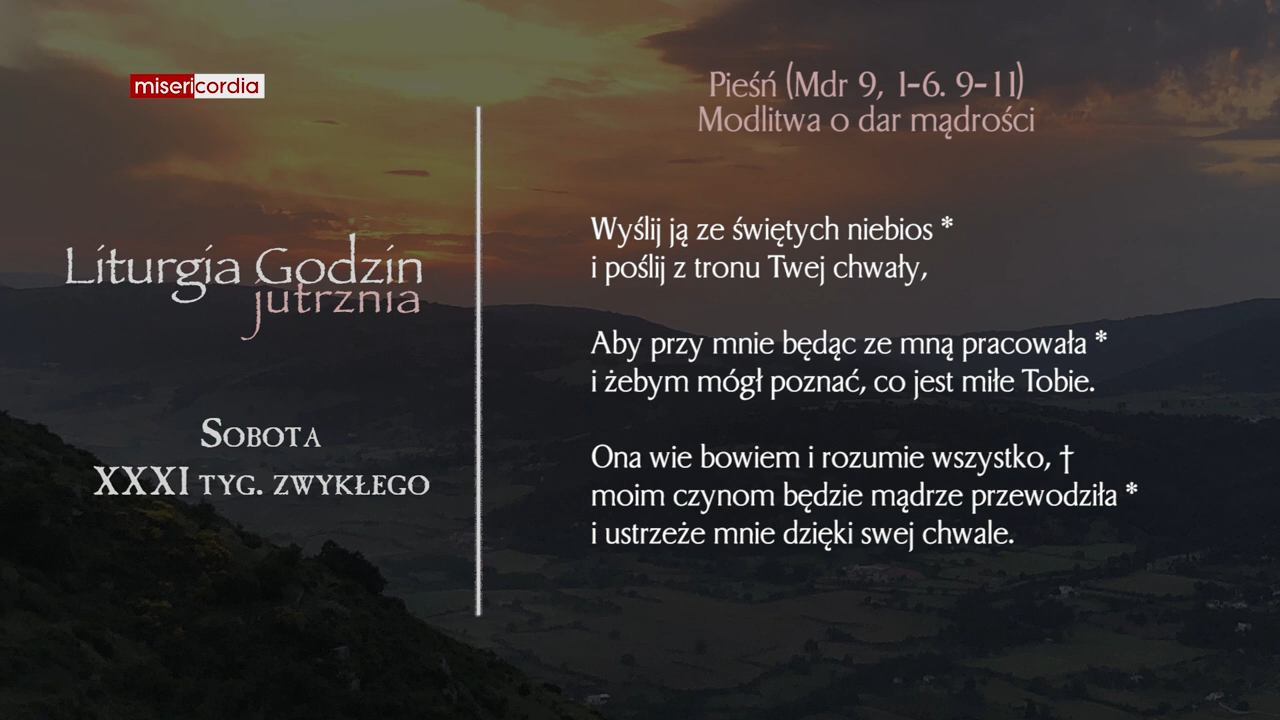 misericordia
Liturgia Godzin
jutrznia
Sobota
XXXI tyg. zwykłego
Pieśń (Mdr 9, 1-6. 9-11)
Modlitwa o dar mądrości
Wyślij ją ze świętych niebios *
i poślij z tronu Twej chwały,
Aby przy mnie będąc ze mną pracowała *
i żebym mógł poznać, co jest miłe Tobie.
Ona wie bowiem i rozumie wszystko, †
moim czynom będzie mądrze przewodziła *
i ustrzeże mnie dzięki swej chwale.